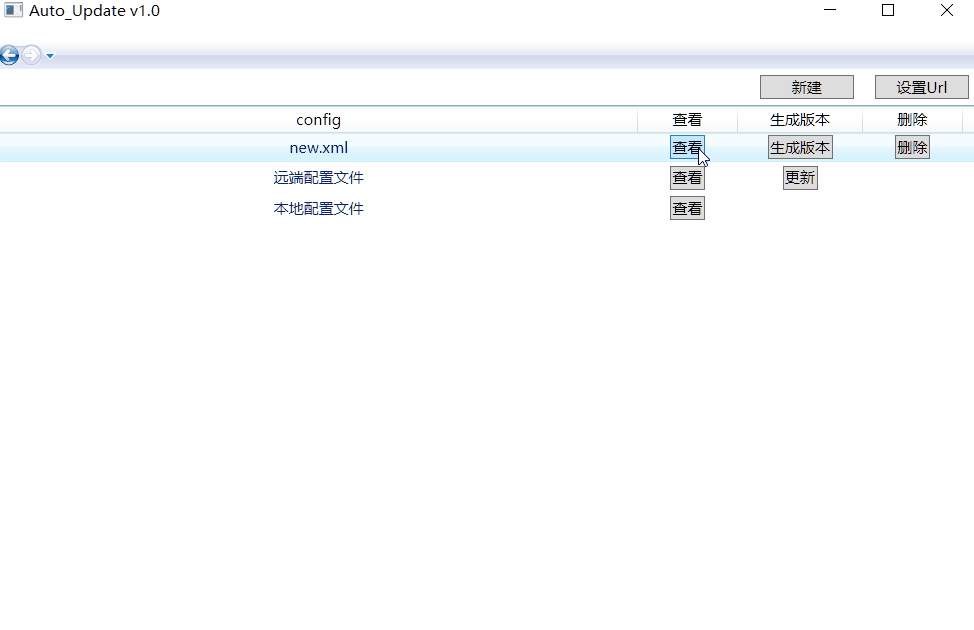 Auto_Update v1.0
新建 设置Url
config 查看 生成版本 删除
new.xml 查看 生成版本 删除
远端配置文件 查看 更新
本地配置文件 查看